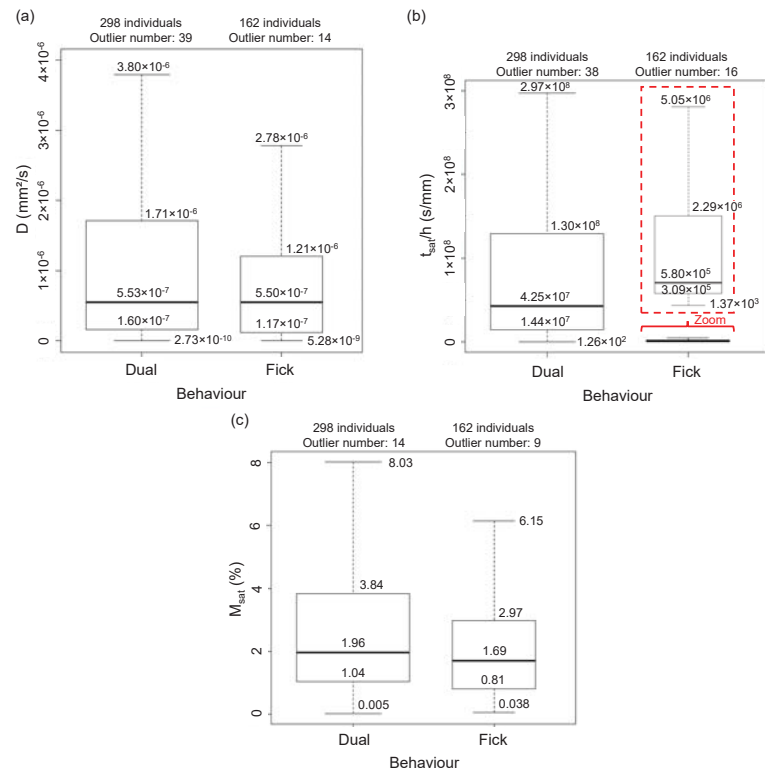 (a)
298 individuals 162 individuals
Outlier number: 39 Outlier number: 14
D (mm²/s)
4×10⁻⁶
3×10⁻⁶
2×10⁻⁶
1×10⁻⁶
0
3.80×10⁻⁶
1.71×10⁻⁶
5.53×10⁻⁷
1.60×10⁻⁷
2.73×10⁻¹⁰
2.78×10⁻⁶
1.21×10⁻⁶
5.50×10⁻⁷
1.17×10⁻⁷
5.28×10⁻⁹
Dual Fick
Behaviour
(b)
298 individuals 162 individuals
Outlier number: 38 Outlier number: 16
t_sat/h (s/mm)
3×10⁸
2×10⁸
1×10⁸
0
2.97×10⁸
1.30×10⁸
4.25×10⁷
1.44×10⁷
1.26×10²
5.05×10⁶
2.29×10⁶
5.80×10⁵
3.09×10⁵
1.37×10³
Zoom
Dual Fick
Behaviour
(c)
298 individuals 162 individuals
Outlier number: 14 Outlier number: 9
M_sat (%)
8
6
4
2
0
8.03
3.84
1.96
1.04
0.005
6.15
2.97
1.69
0.81
0.038
Dual Fick
Behaviour